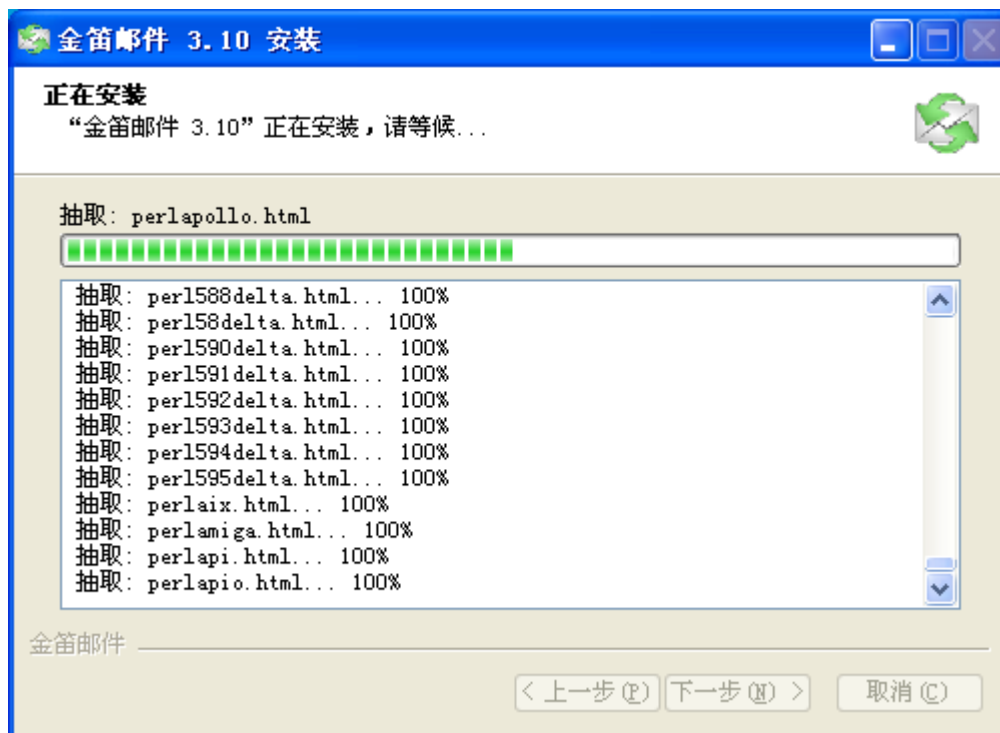 金笛邮件 3.10 安装
正在安装
“金笛邮件 3.10”正在安装，请等候...
抽取: perlapollo.html
抽取: perl588delta.html... 100%
抽取: perl58delta.html... 100%
抽取: perl590delta.html... 100%
抽取: perl591delta.html... 100%
抽取: perl592delta.html... 100%
抽取: perl593delta.html... 100%
抽取: perl594delta.html... 100%
抽取: perl595delta.html... 100%
抽取: perlaix.html... 100%
抽取: perlamiga.html... 100%
抽取: perlapi.html... 100%
抽取: perlapio.html... 100%
金笛邮件
< 上一步(P) 下一步(N) > 取消(C)